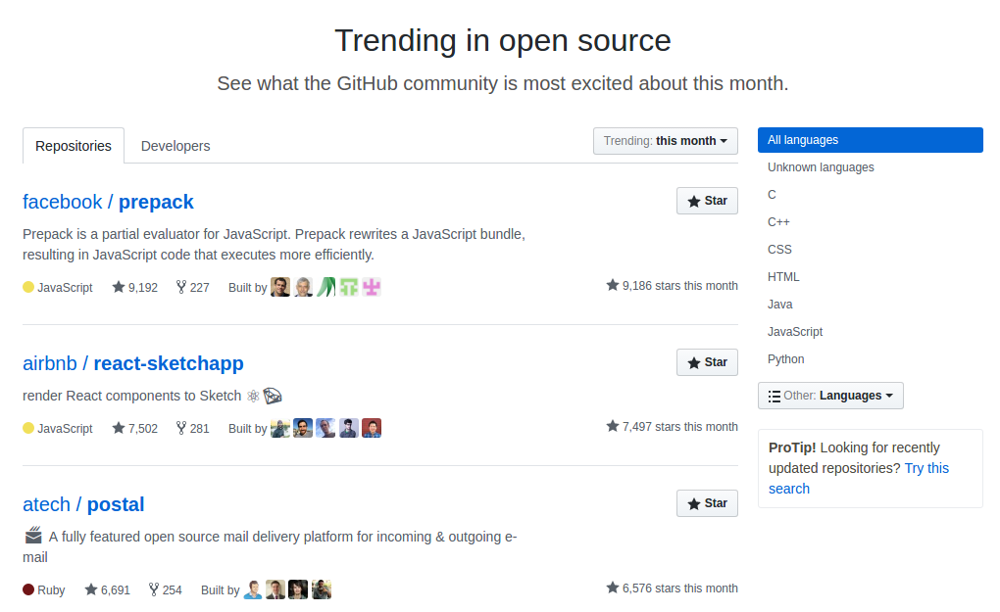 Trending in open source
See what the GitHub community is most excited about this month.
Repositories
Developers
Trending: this month
All languages
Unknown languages
C
C++
CSS
HTML
Java
JavaScript
Python
Other: Languages
ProTip! Looking for recently
updated repositories? Try this
search
facebook / prepack
Star
Prepack is a partial evaluator for JavaScript. Prepack rewrites a JavaScript bundle,
resulting in JavaScript code that executes more efficiently.
JavaScript 9,192 227 Built by
9,186 stars this month
airbnb / react-sketchapp
Star
render React components to Sketch ⚛️💎
JavaScript 7,502 281 Built by
7,497 stars this month
atech / postal
Star
📨 A fully featured open source mail delivery platform for incoming & outgoing e-
mail
Ruby 6,691 254 Built by
6,576 stars this month